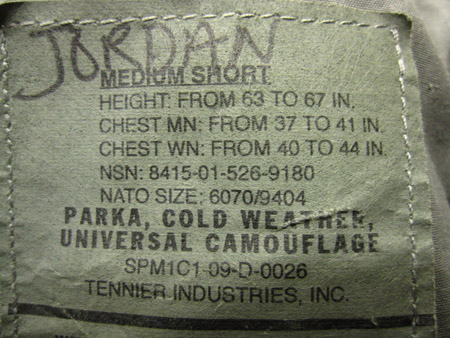 JORDAN
MEDIUM SHORT
HEIGHT: FROM 63 TO 67 IN.
CHEST MN: FROM 37 TO 41 IN.
CHEST WN: FROM 40 TO 44 IN.
NSN: 8415-01-526-9180
NATO SIZE: 6070/9404
PARKA, COLD WEATHER,
UNIVERSAL CAMOUFLAGE
SPM1C1-09-D-0026
TENNIER INDUSTRIES, INC.